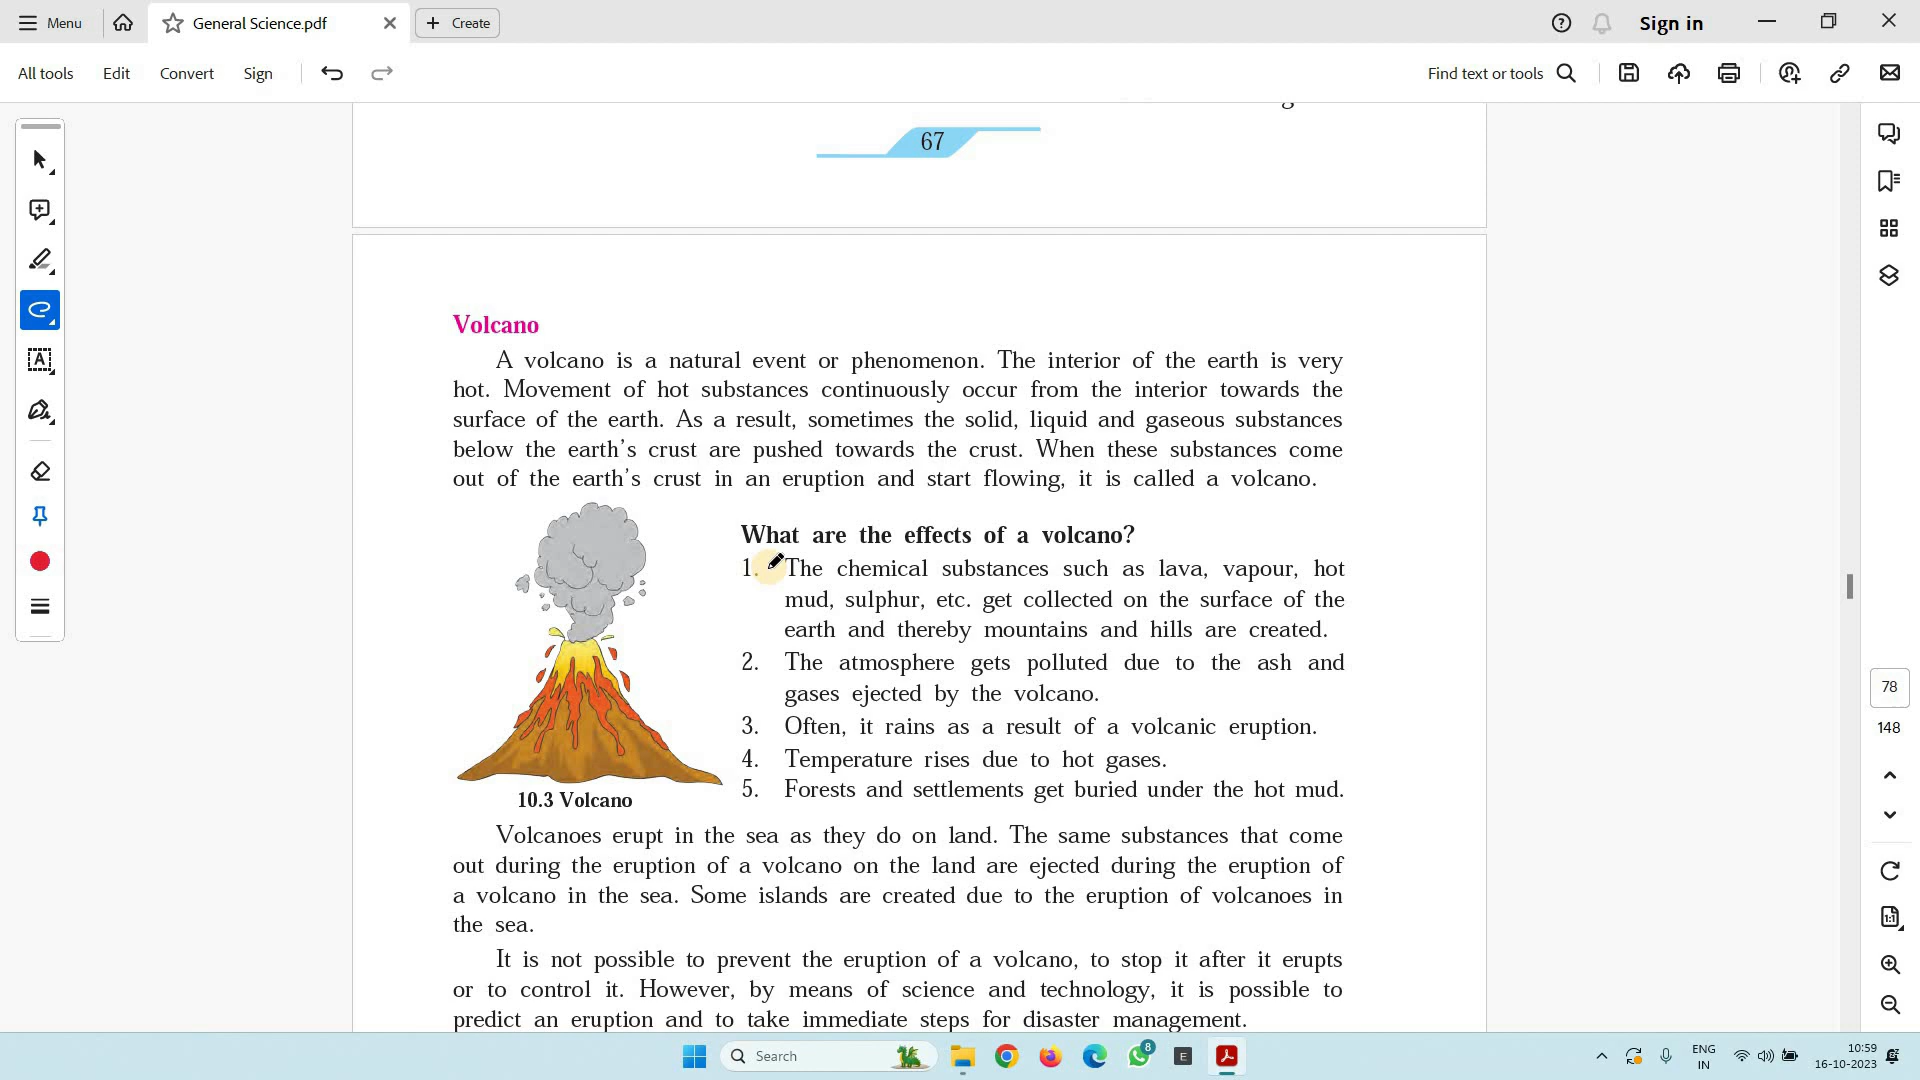 Menu
General Science.pdf
Create
Sign in
All tools
Edit
Convert
Sign
Find text or tools
67
Volcano
A volcano is a natural event or phenomenon. The interior of the earth is very
hot. Movement of hot substances continuously occur from the interior towards the
surface of the earth. As a result, sometimes the solid, liquid and gaseous substances
below the earth's crust are pushed towards the crust. When these substances come
out of the earth's crust in an eruption and start flowing, it is called a volcano.
What are the effects of a volcano?
1. The chemical substances such as lava, vapour, hot
mud, sulphur, etc. get collected on the surface of the
earth and thereby mountains and hills are created.
2. The atmosphere gets polluted due to the ash and
gases ejected by the volcano.
3. Often, it rains as a result of a volcanic eruption.
4. Temperature rises due to hot gases.
5. Forests and settlements get buried under the hot mud.
10.3 Volcano
Volcanoes erupt in the sea as they do on land. The same substances that come
out during the eruption of a volcano on the land are ejected during the eruption of
a volcano in the sea. Some islands are created due to the eruption of volcanoes in
the sea.
It is not possible to prevent the eruption of a volcano, to stop it after it erupts
or to control it. However, by means of science and technology, it is possible to
predict an eruption and to take immediate steps for disaster management.
78
148
Search
8
E
ENG
IN
10:59
16-10-2023